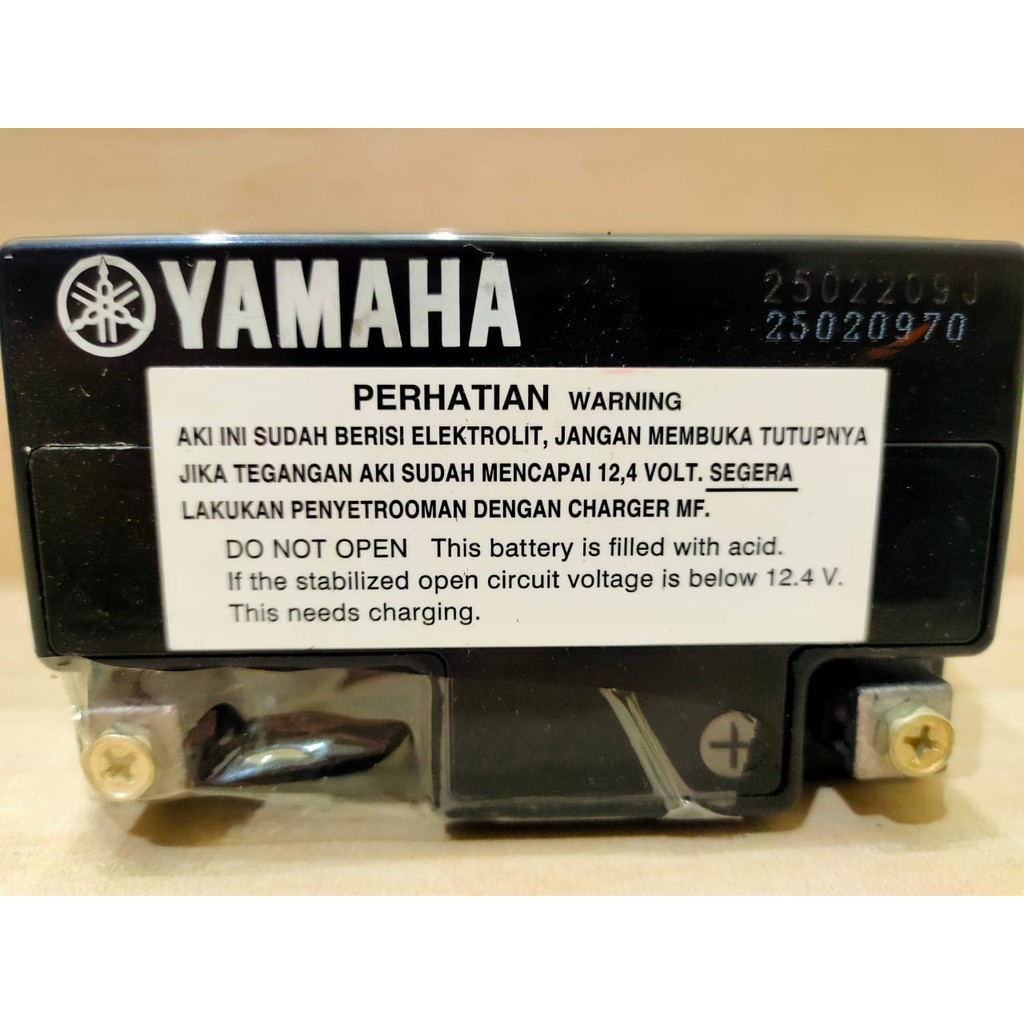 YAMAHA
2502209J
25020970
PERHATIAN WARNING
AKI INI SUDAH BERISI ELEKTROLIT, JANGAN MEMBUKA TUTUPNYA
JIKA TEGANGAN AKI SUDAH MENCAPAI 12,4 VOLT. SEGERA
LAKUKAN PENYETROOMAN DENGAN CHARGER MF.
DO NOT OPEN This battery is filled with acid.
If the stabilized open circuit voltage is below 12.4 V.
This needs charging.
+